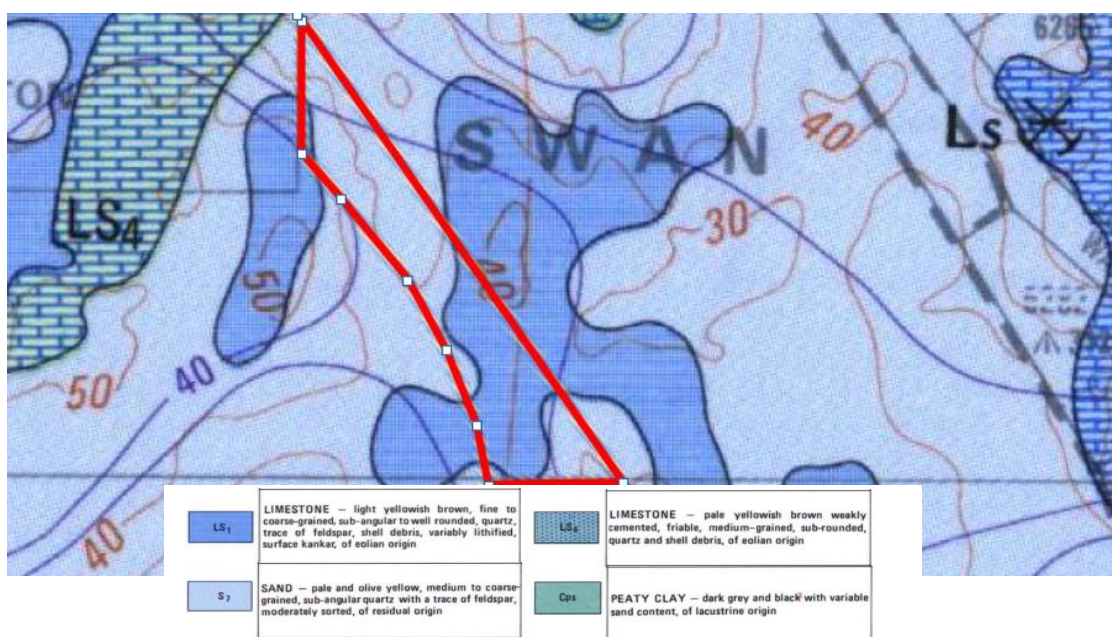 6266
TON
SWAN
40
LS
LS4
30
50
40
40
50
40
LS1
LIMESTONE — light yellowish brown, fine to
coarse-grained, sub-angular to well rounded, quartz,
trace of feldspar, shell debris, variably lithified,
surface kankar, of eolian origin
LS4
LIMESTONE — pale yellowish brown weakly
cemented, friable, medium-grained, sub-rounded,
quartz and shell debris, of eolian origin
S7
SAND — pale and olive yellow, medium to coarse-
grained, sub-angular quartz with a trace of feldspar,
moderately sorted, of residual origin
Cps
PEATY CLAY — dark grey and black with variable
sand content, of lacustrine origin